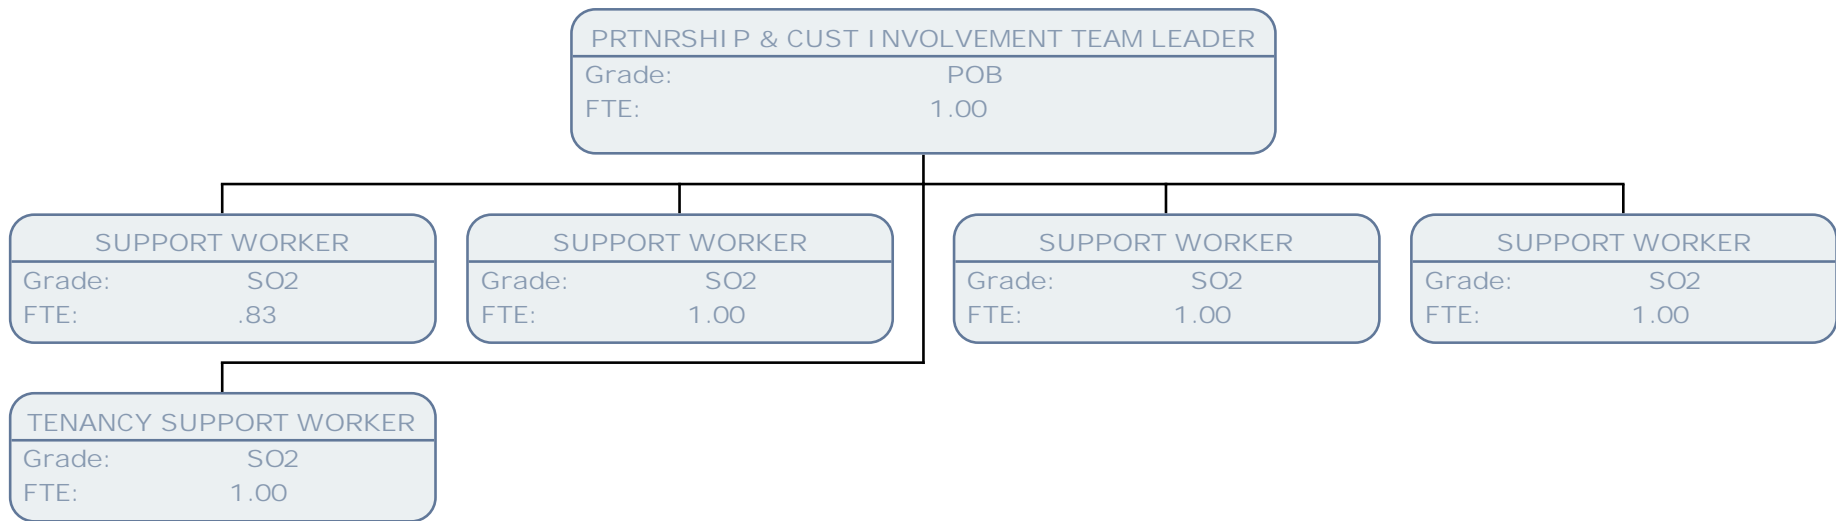 PRTNRSHIP & CUST INVOLVEMENT TEAM LEADER
Grade: POB
FTE: 1.00
SUPPORT WORKER
Grade: SO2
FTE: .83
SUPPORT WORKER
Grade: SO2
FTE: 1.00
SUPPORT WORKER
Grade: SO2
FTE: 1.00
SUPPORT WORKER
Grade: SO2
FTE: 1.00
TENANCY SUPPORT WORKER
Grade: SO2
FTE: 1.00